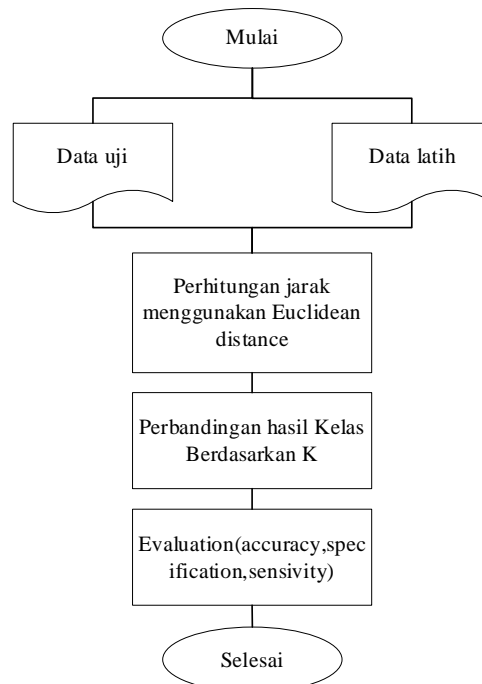 Mulai
Data uji
Data latih
Perhitungan jarak
menggunakan Euclidean
distance
Perbandingan hasil Kelas
Berdasarkan K
Evaluation(accuracy,spec
ification,sensivity)
Selesai